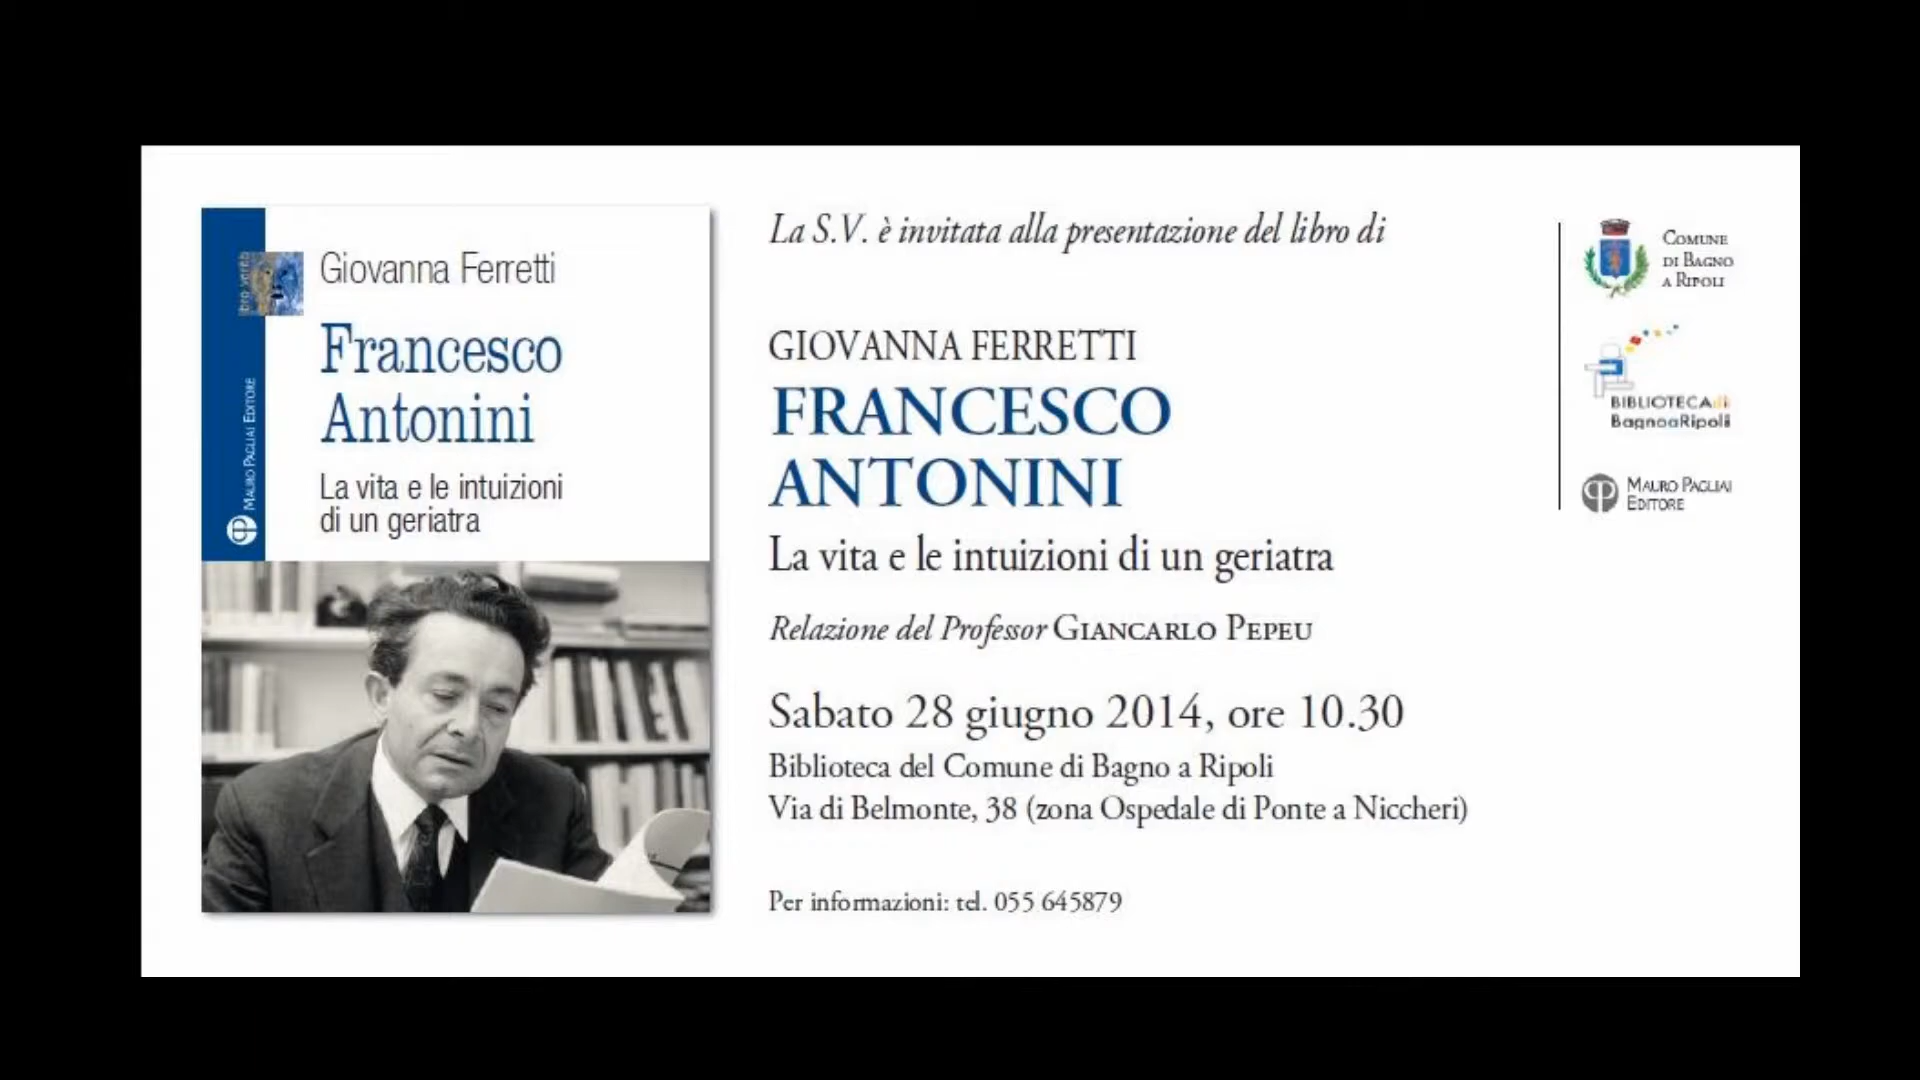 Giovanna Ferretti
Francesco
Antonini
La vita e le intuizioni
di un geriatra
MAURO PAGLIAI EDITORE
La S.V. è invitata alla presentazione del libro di
GIOVANNA FERRETTI
FRANCESCO
ANTONINI
La vita e le intuizioni di un geriatra
Relazione del Professor GIANCARLO PEPEU
Sabato 28 giugno 2014, ore 10.30
Biblioteca del Comune di Bagno a Ripoli
Via di Belmonte, 38 (zona Ospedale di Ponte a Niccheri)
Per informazioni: tel. 055 645879
COMUNE
DI BAGNO
A RIPOLI
BIBLIOTECAdi
BagnoaRipoli
MAURO PAGLIAI
EDITORE